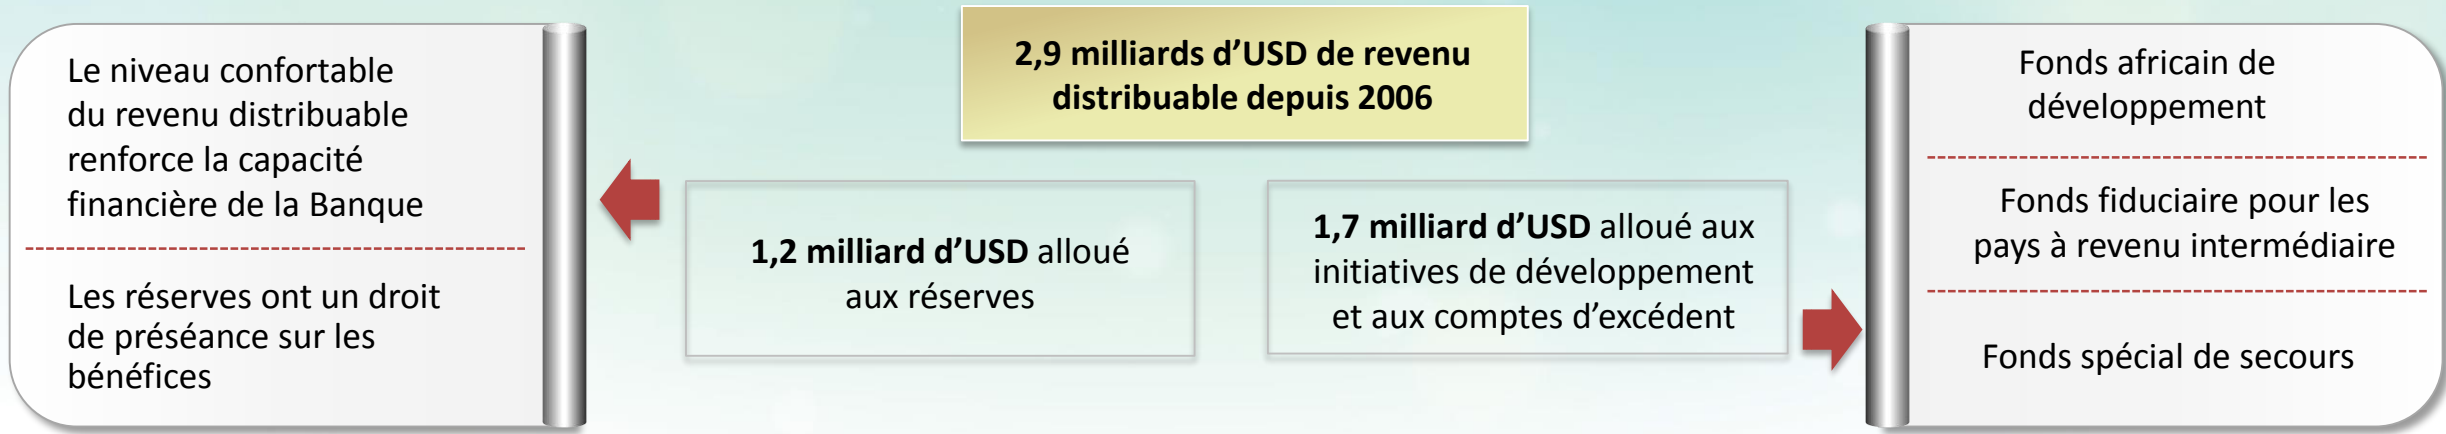 Le niveau confortable
du revenu distribuable
renforce la capacité
financière de la Banque
Les réserves ont un droit
de préséance sur les
bénéfices
2,9 milliards d’USD de revenu
distribuable depuis 2006
1,2 milliard d’USD alloué
aux réserves
1,7 milliard d’USD alloué aux
initiatives de développement
et aux comptes d’excédent
Fonds africain de
développement
Fonds fiduciaire pour les
pays à revenu intermédiaire
Fonds spécial de secours